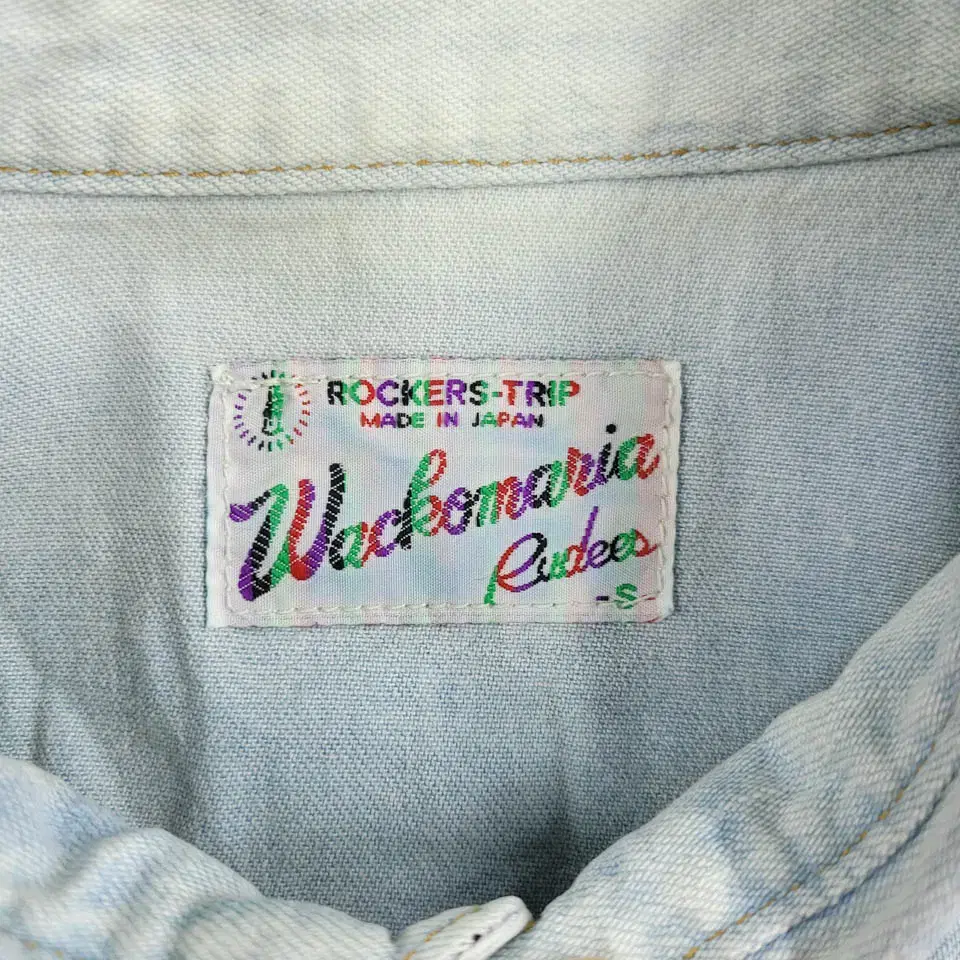 ROCKERS-TRIP
MADE IN JAPAN
Wackomaria
Rudees
-S-